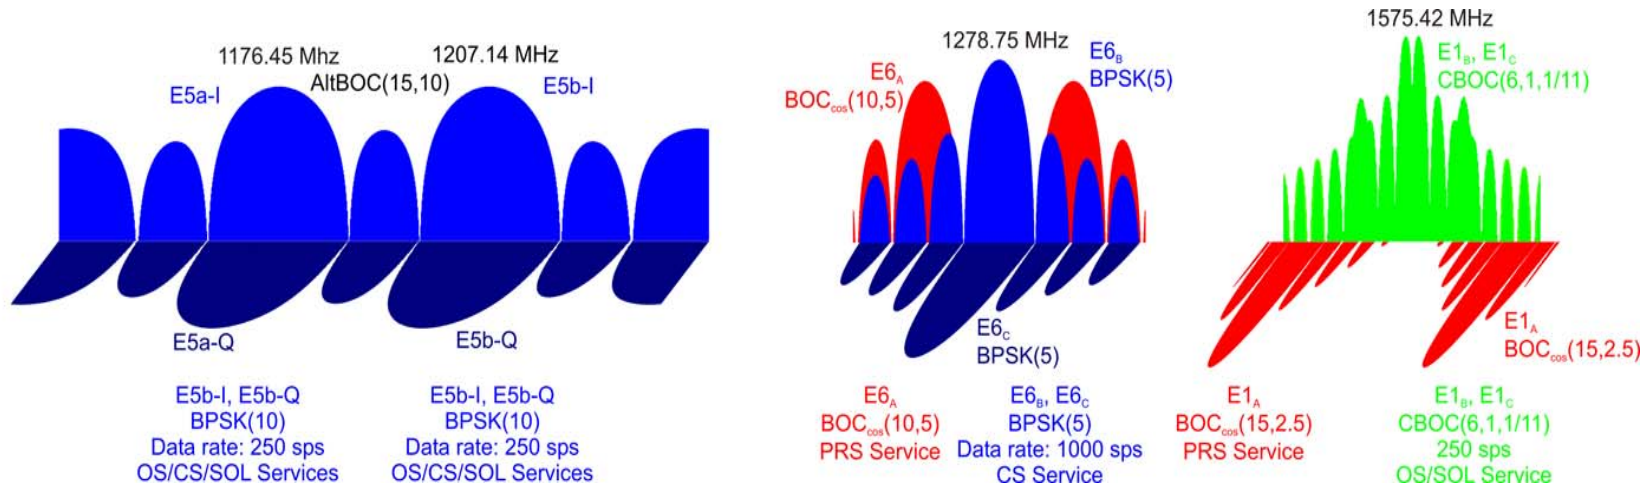 1176.45 Mhz
1207.14 MHz
AltBOC(15,10)
E5a-I
E5b-I
E5a-Q
E5b-Q
E5b-I, E5b-Q
BPSK(10)
Data rate: 250 sps
OS/CS/SOL Services
E5b-I, E5b-Q
BPSK(10)
Data rate: 250 sps
OS/CS/SOL Services
1278.75 MHz
E6A
BOCcos(10,5)
E6B
BPSK(5)
E6C
BPSK(5)
E6A
BOCcos(10,5)
PRS Service
E6B, E6C
BPSK(5)
Data rate: 1000 sps
CS Service
1575.42 MHz
E1B, E1C
CBOC(6,1,1/11)
E1A
BOCcos(15,2.5)
E1A
BOCcos(15,2.5)
PRS Service
E1B, E1C
CBOC(6,1,1/11)
250 sps
OS/SOL Service